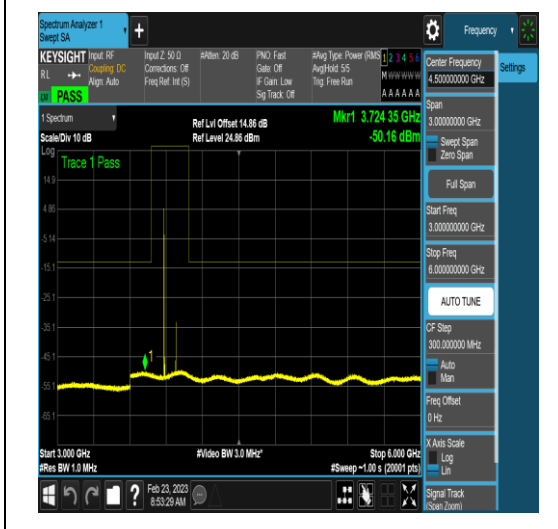 Spectrum Analyzer 1
Swept SA
+
Frequency
KEYSIGHT
RL
Input: RF
Coupling: DC
Align: Auto
Input Z: 50 Ω
Corrections: Off
Freq Ref: Int (S)
#Atten: 20 dB
PNO: Fast
Gate: Off
IF Gain: Low
Sig Track: Off
#Avg Type: Power (RMS
Avg|Hold: 5/5
Trig: Free Run
1 2 3 4 5 6
M W W W W W
A A A A A A
PASS
1 Spectrum
Scale/Div 10 dB
Ref Lvl Offset 14.86 dB
Ref Level 24.86 dBm
Mkr1 3.724 35 GHz
-50.16 dBm
Log
Trace 1 Pass
14.9
4.86
-5.14
-15.1
-25.1
-35.1
-45.1
-55.1
-65.1
1
Start 3.000 GHz
#Res BW 1.0 MHz
#Video BW 3.0 MHz*
Stop 6.000 GHz
#Sweep ~1.00 s (20001 pts)
Feb 23, 2023
8:53:29 AM
?
Center Frequency
4.500000000 GHz
Settings
Span
3.00000000 GHz
Swept Span
Zero Span
Full Span
Start Freq
3.000000000 GHz
Stop Freq
6.000000000 GHz
AUTO TUNE
CF Step
300.000000 MHz
Auto
Man
Freq Offset
0 Hz
X Axis Scale
Log
Lin
Signal Track
(Span Zoom)